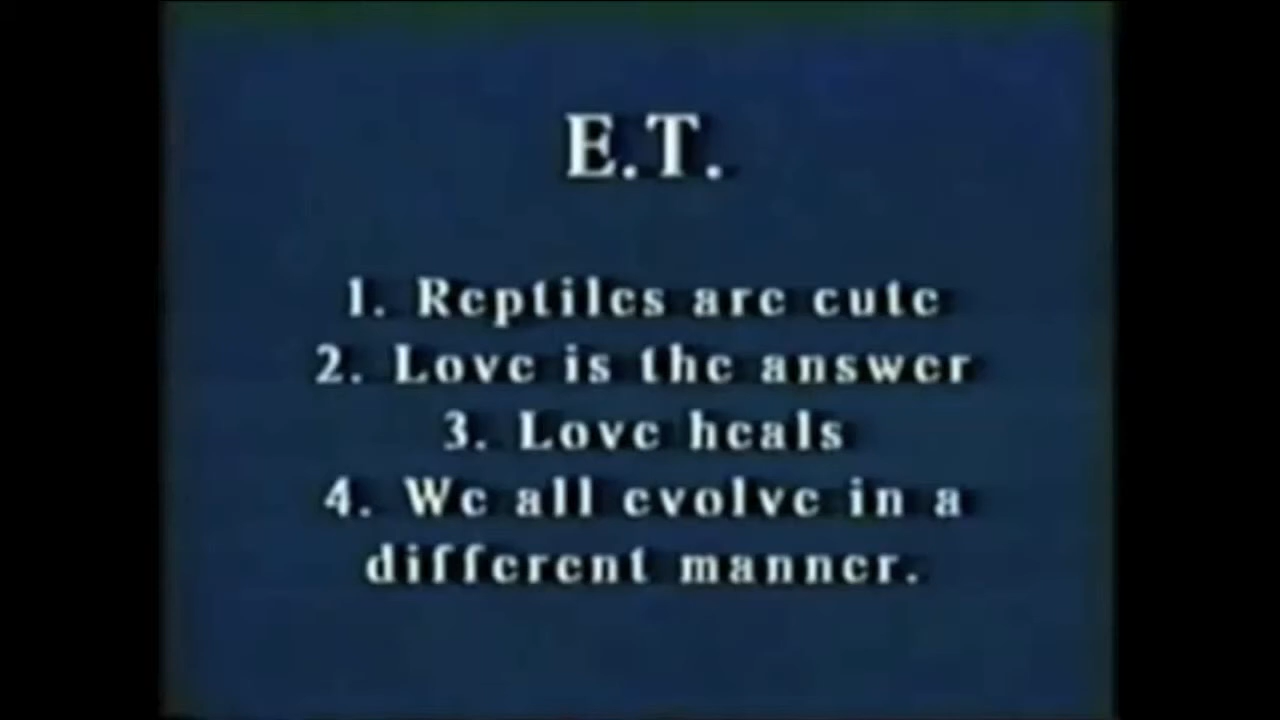 E.T.
1. Reptiles are cute
2. Love is the answer
3. Love heals
4. We all evolve in a
different manner.